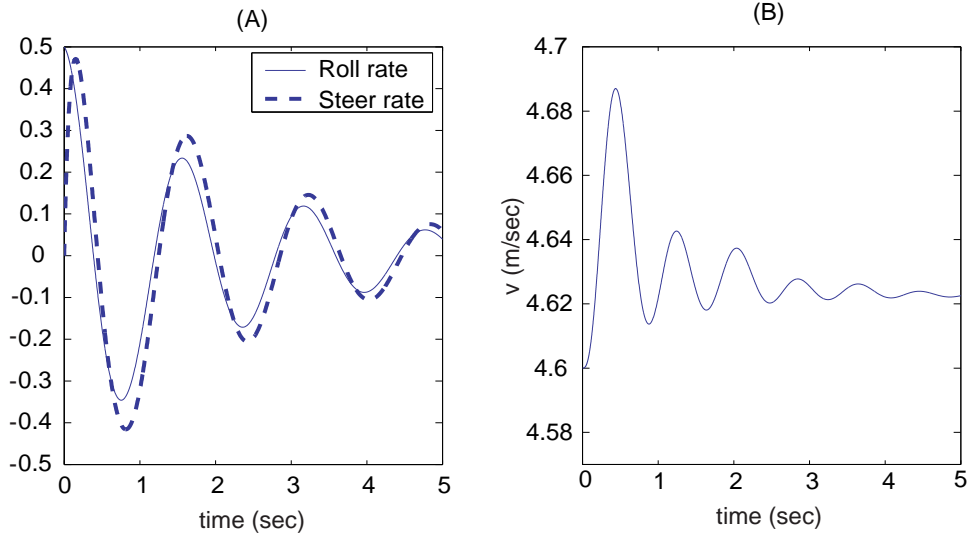 (A)
0.5
0.4
0.3
0.2
0.1
0
-0.1
-0.2
-0.3
-0.4
-0.5
0 1 2 3 4 5
time (sec)
Roll rate
Steer rate
(B)
4.7
4.68
4.66
4.64
4.62
4.6
4.58
v (m/sec)
0 1 2 3 4 5
time (sec)